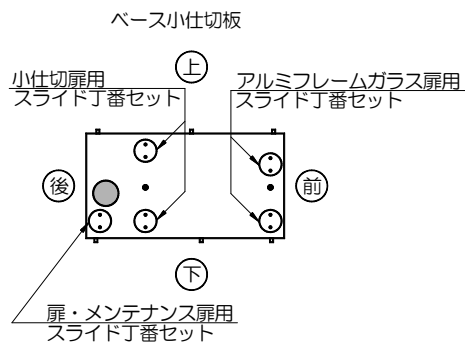 ベース小仕切板
上
小仕切扉用
スライド丁番セット
アルミフレームガラス扉用
スライド丁番セット
後
前
下
扉・メンテナンス扉用
スライド丁番セット